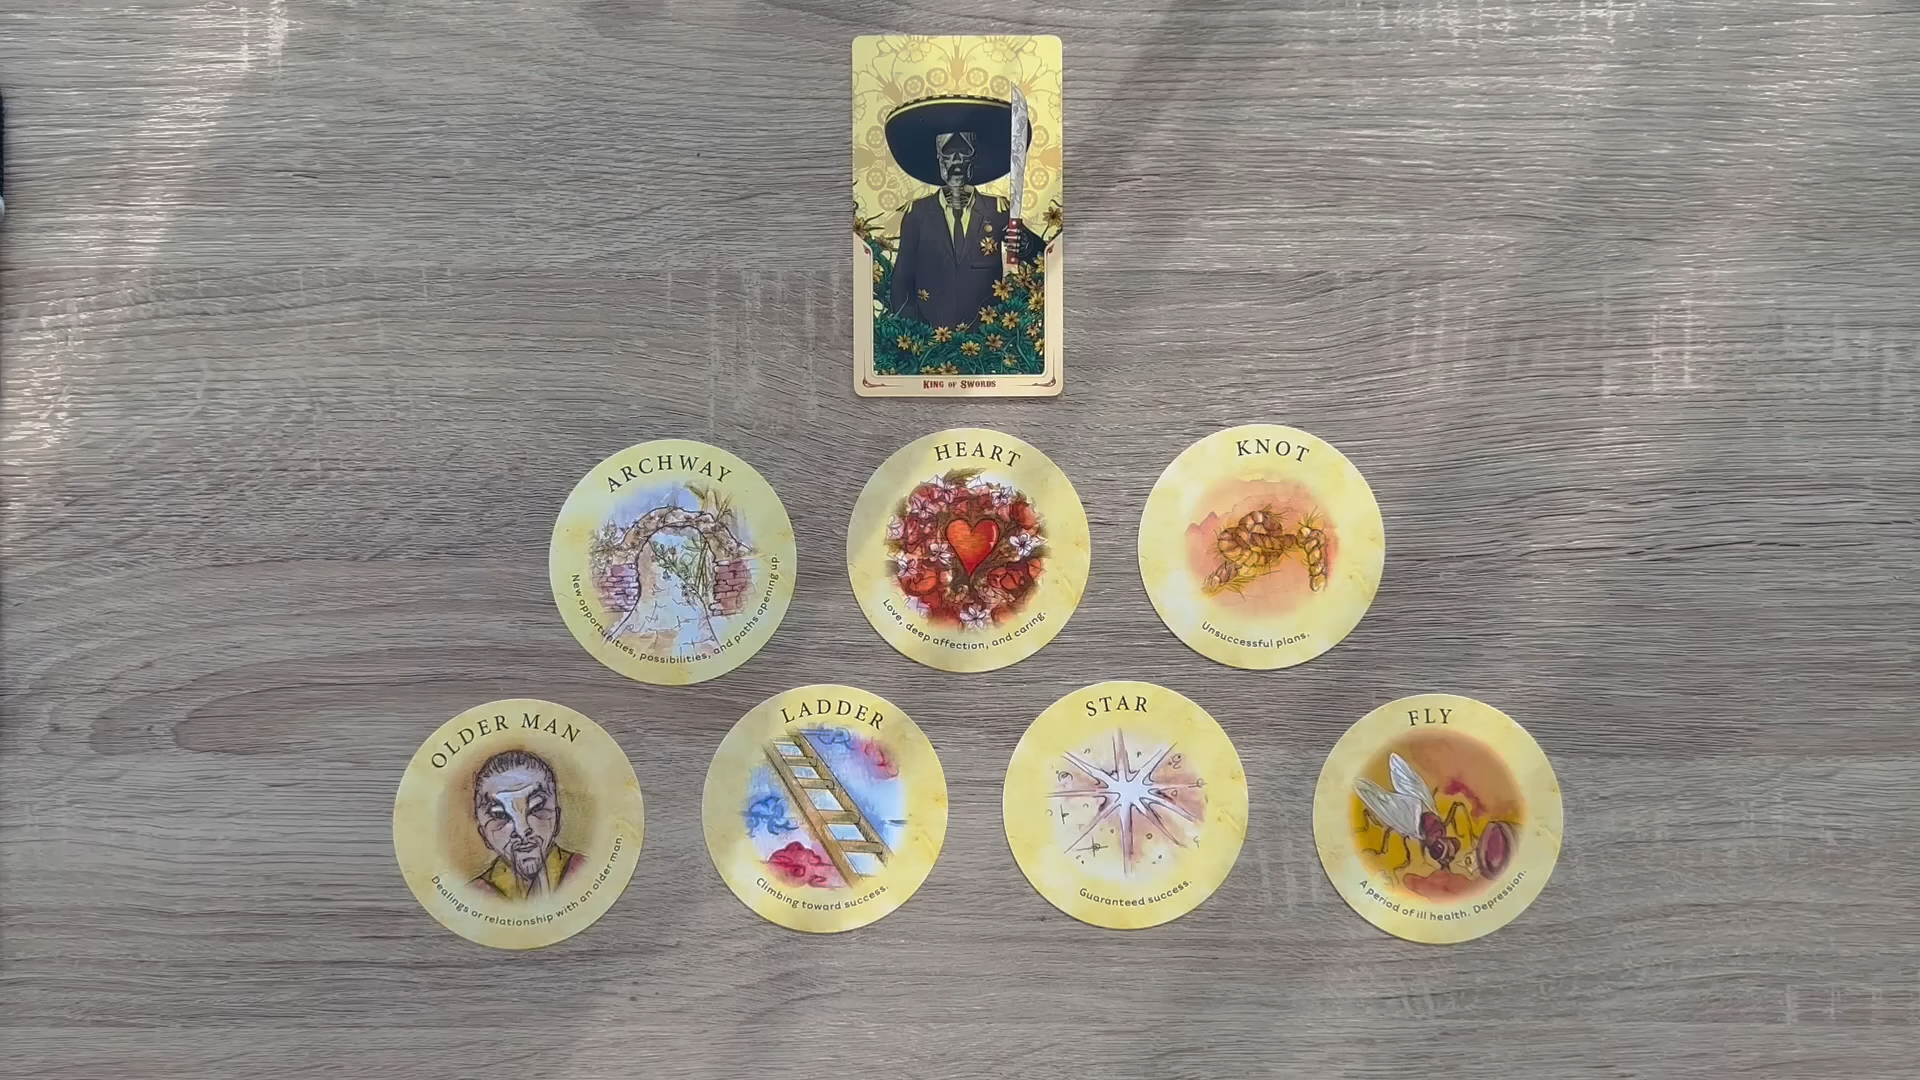 King of Swords
ARCHWAY
New opportunities, possibilities, and paths opening up.
HEART
Love, deep affection, and caring.
KNOT
Unsuccessful plans.
OLDER MAN
Dealings or relationship with an older man.
LADDER
Climbing toward success.
STAR
Guaranteed success.
FLY
A period of ill health. Depression.